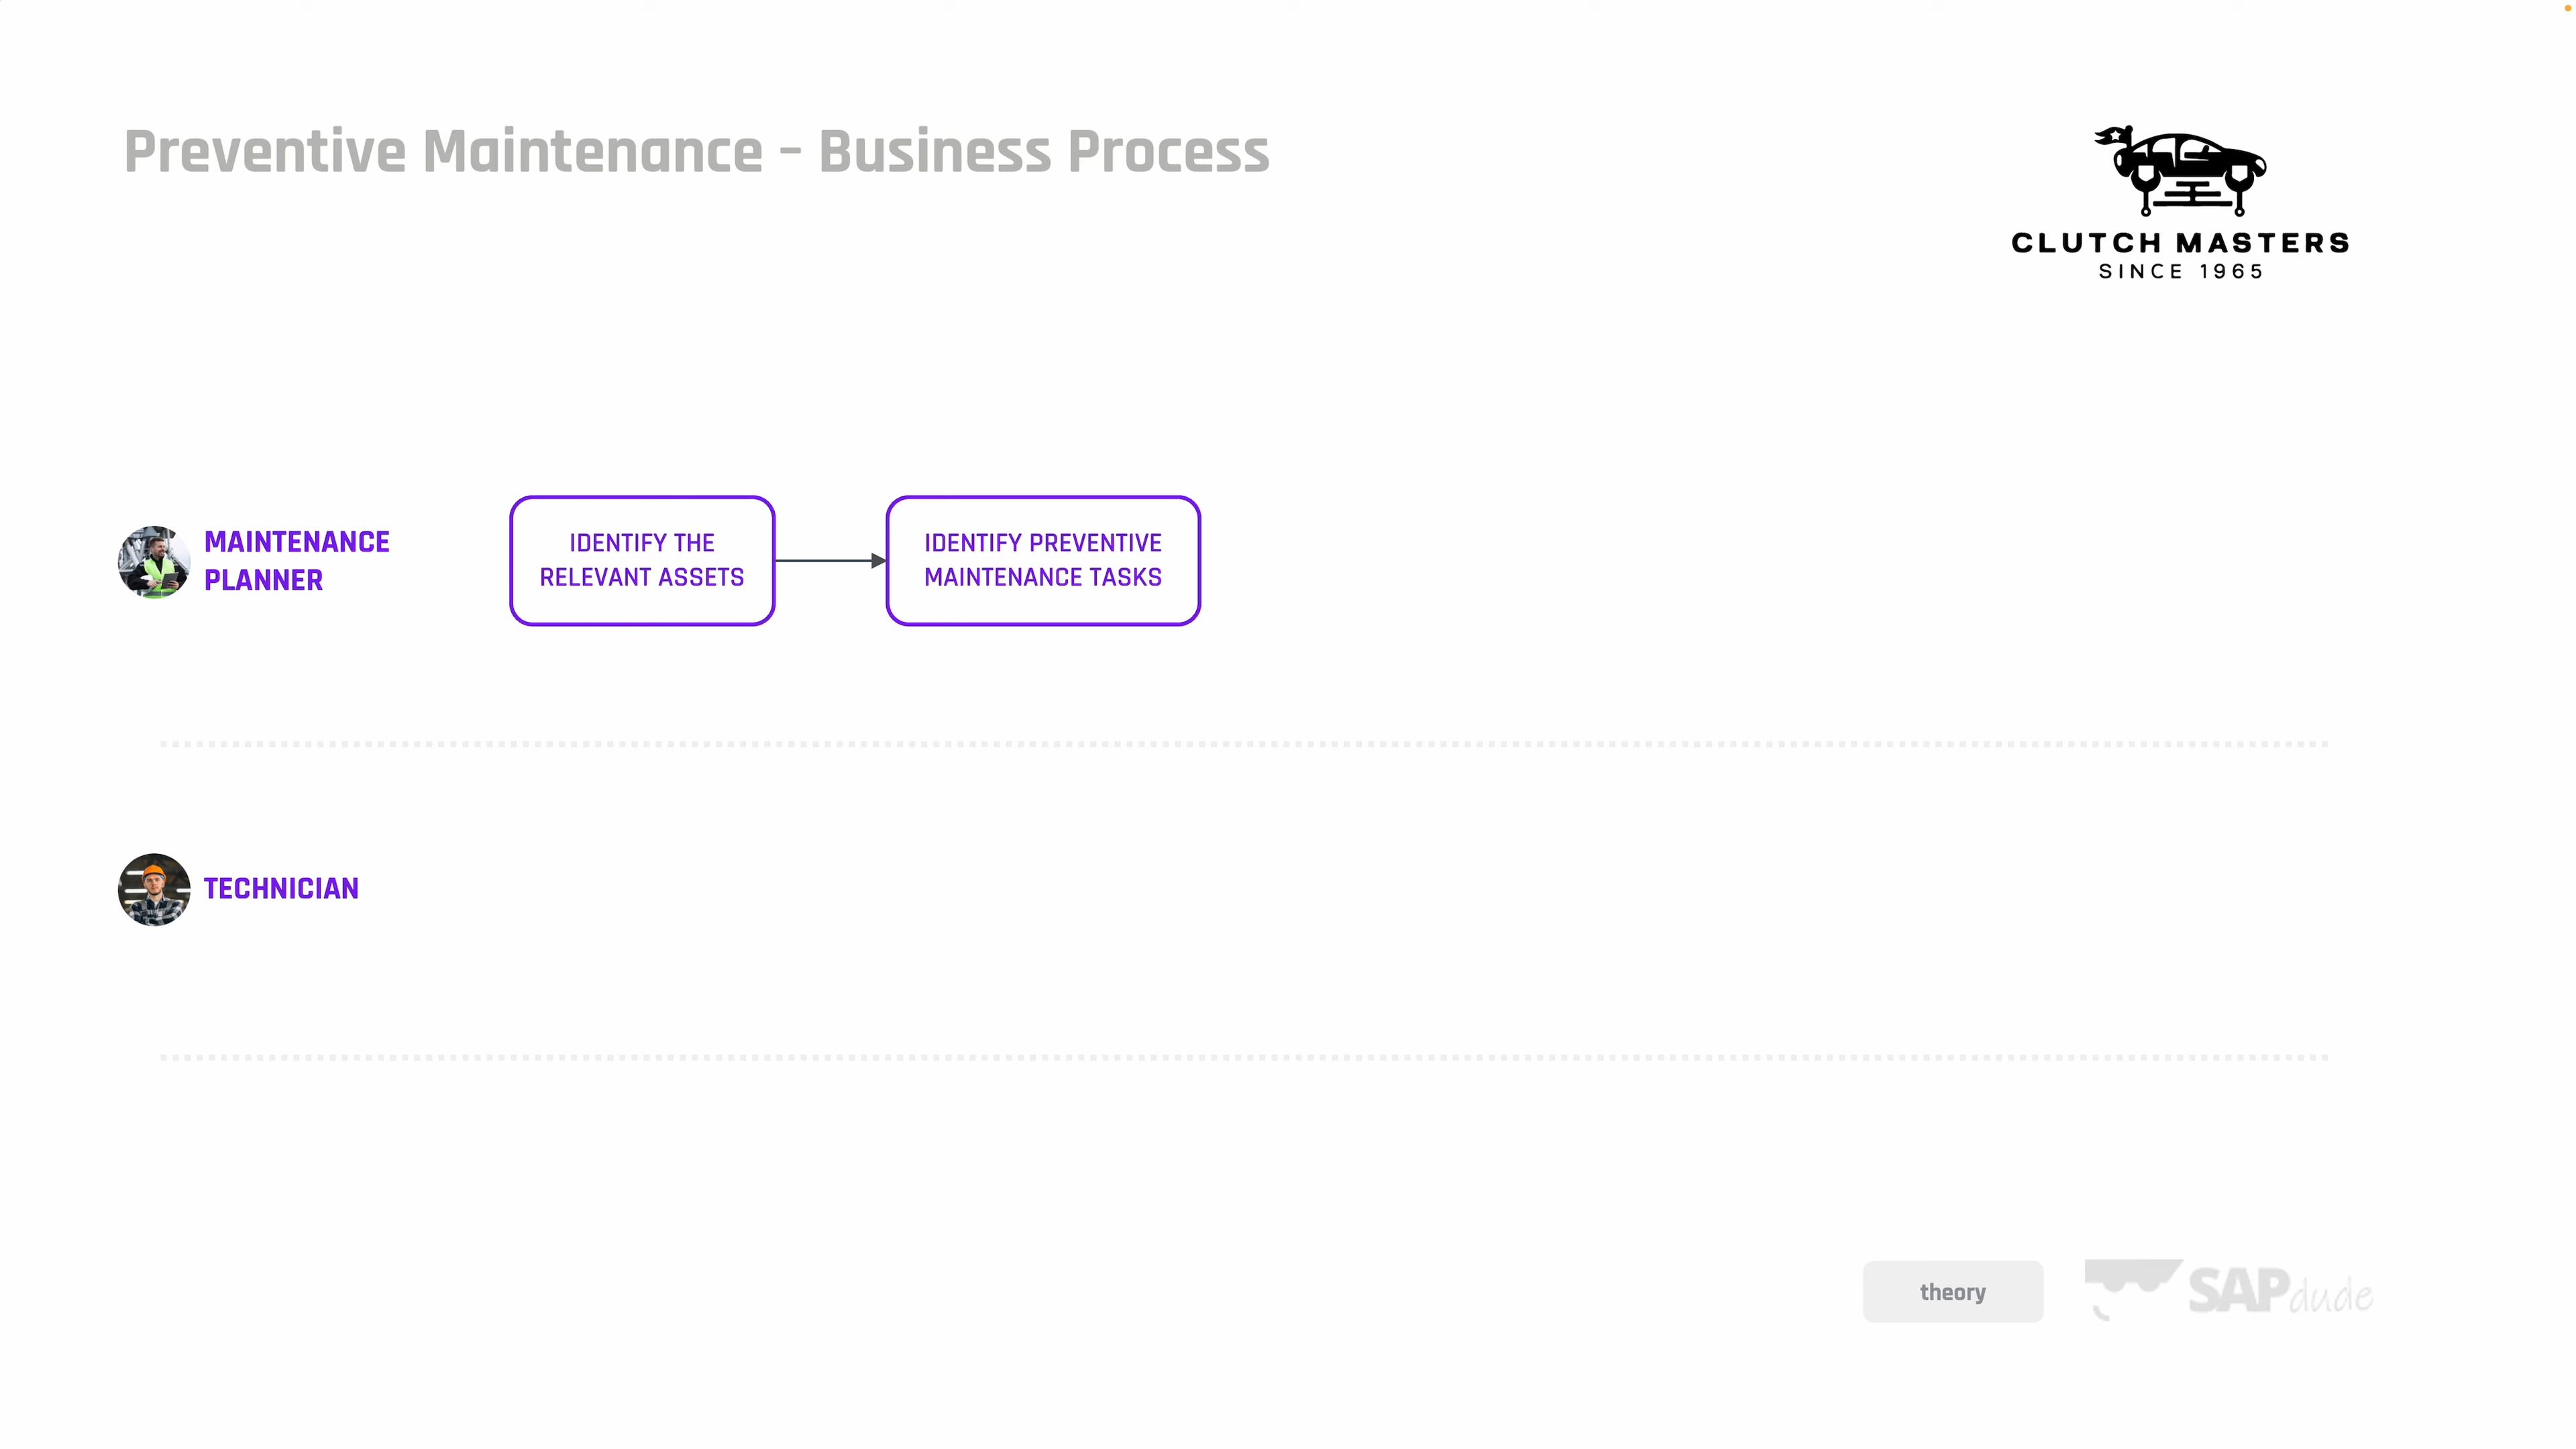 Preventive Maintenance – Business Process
CLUTCH MASTERS
SINCE 1965
MAINTENANCE
PLANNER
IDENTIFY THE
RELEVANT ASSETS
IDENTIFY PREVENTIVE
MAINTENANCE TASKS
TECHNICIAN
theory
SAPdude